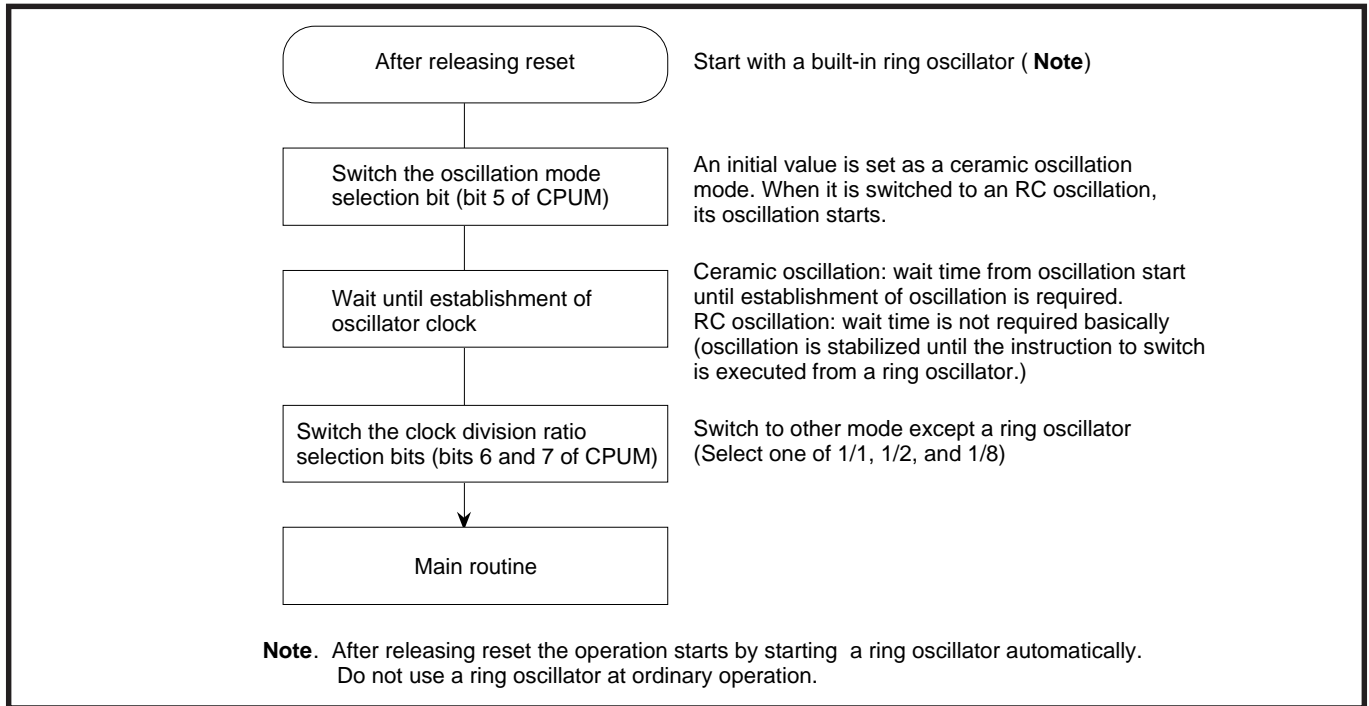 After releasing reset
Start with a built-in ring oscillator ( Note)
Switch the oscillation mode
selection bit (bit 5 of CPUM)
An initial value is set as a ceramic oscillation
mode. When it is switched to an RC oscillation,
its oscillation starts.
Wait until establishment of
oscillator clock
Ceramic oscillation: wait time from oscillation start
until establishment of oscillation is required.
RC oscillation: wait time is not required basically
(oscillation is stabilized until the instruction to switch
is executed from a ring oscillator.)
Switch the clock division ratio
selection bits (bits 6 and 7 of CPUM)
Switch to other mode except a ring oscillator
(Select one of 1/1, 1/2, and 1/8)
Main routine
Note. After releasing reset the operation starts by starting a ring oscillator automatically.
Do not use a ring oscillator at ordinary operation.